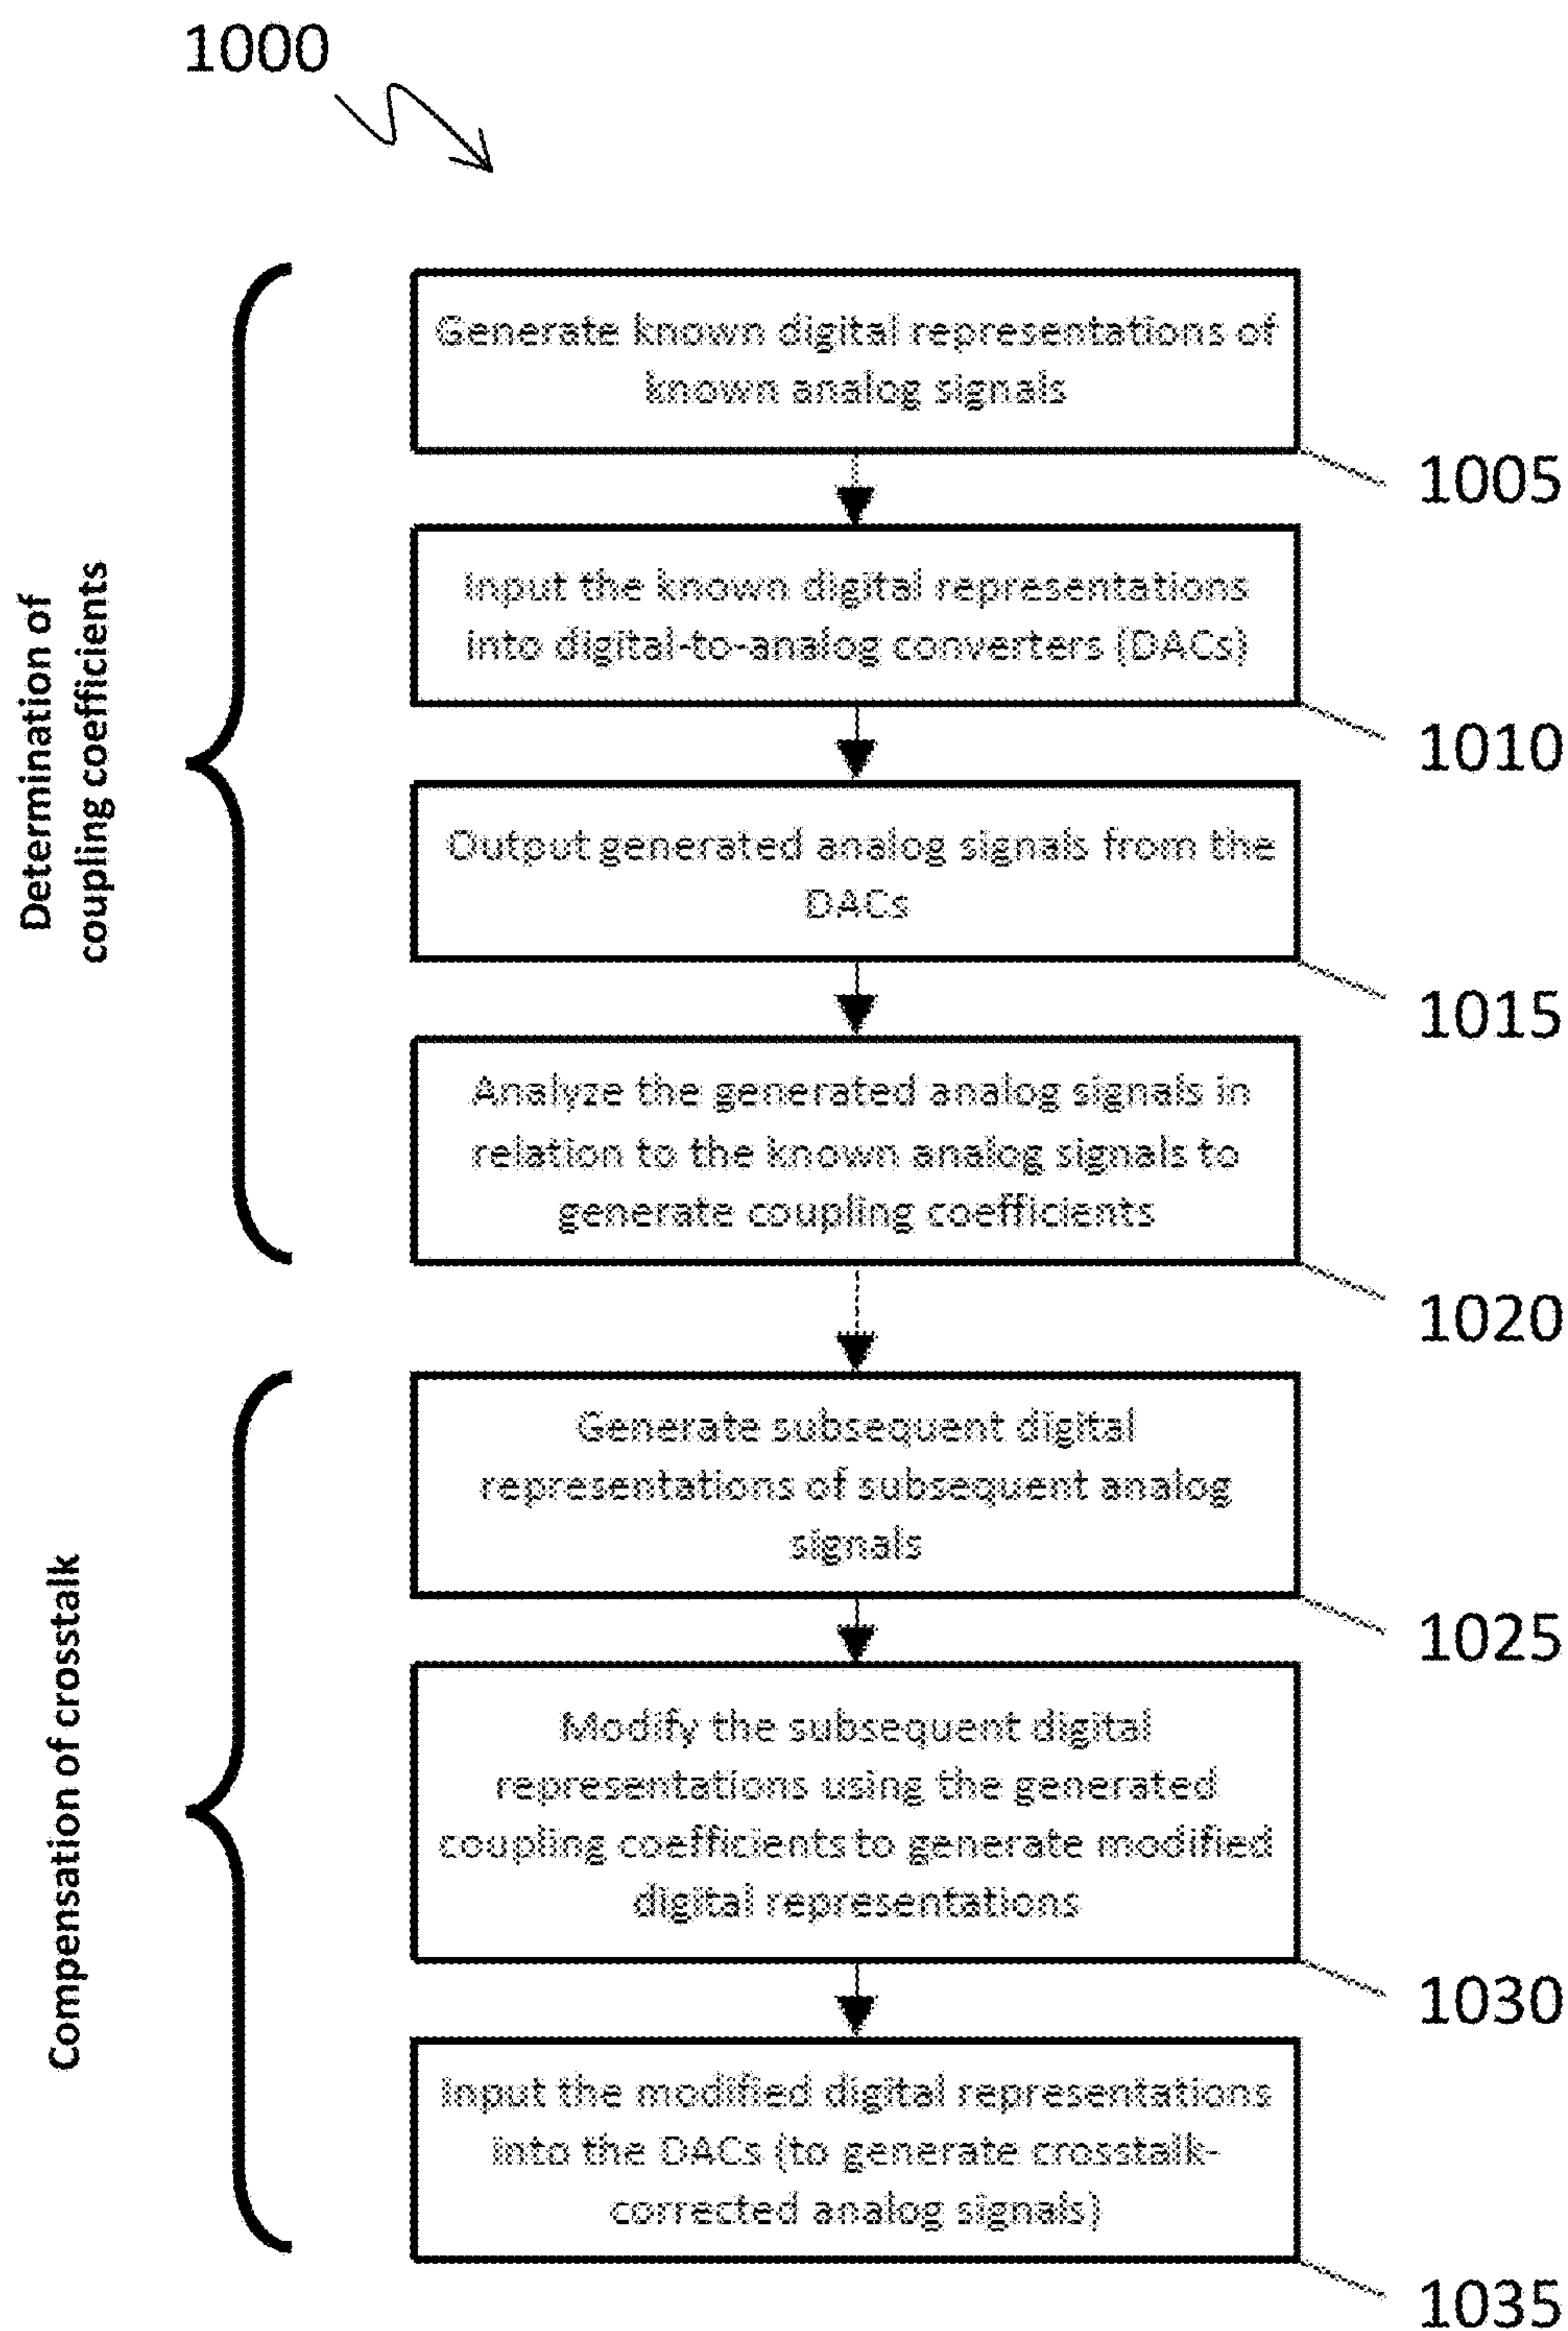 1000
Determination of
coupling coefficients
Generate known digital representations of
known analog signals
1005
Input the known digital representations
into digital-to-analog converters (DACs)
1010
Output generated analog signals from the
DACs
1015
Analyze the generated analog signals in
relation to the known analog signals to
generate coupling coefficients
1020
Compensation of crosstalk
Generate subsequent digital
representations of subsequent analog
signals
1025
Modify the subsequent digital
representations using the generated
coupling coefficients to generate modified
digital representations
1030
Input the modified digital representations
into the DACs (to generate crosstalk-
corrected analog signals)
1035